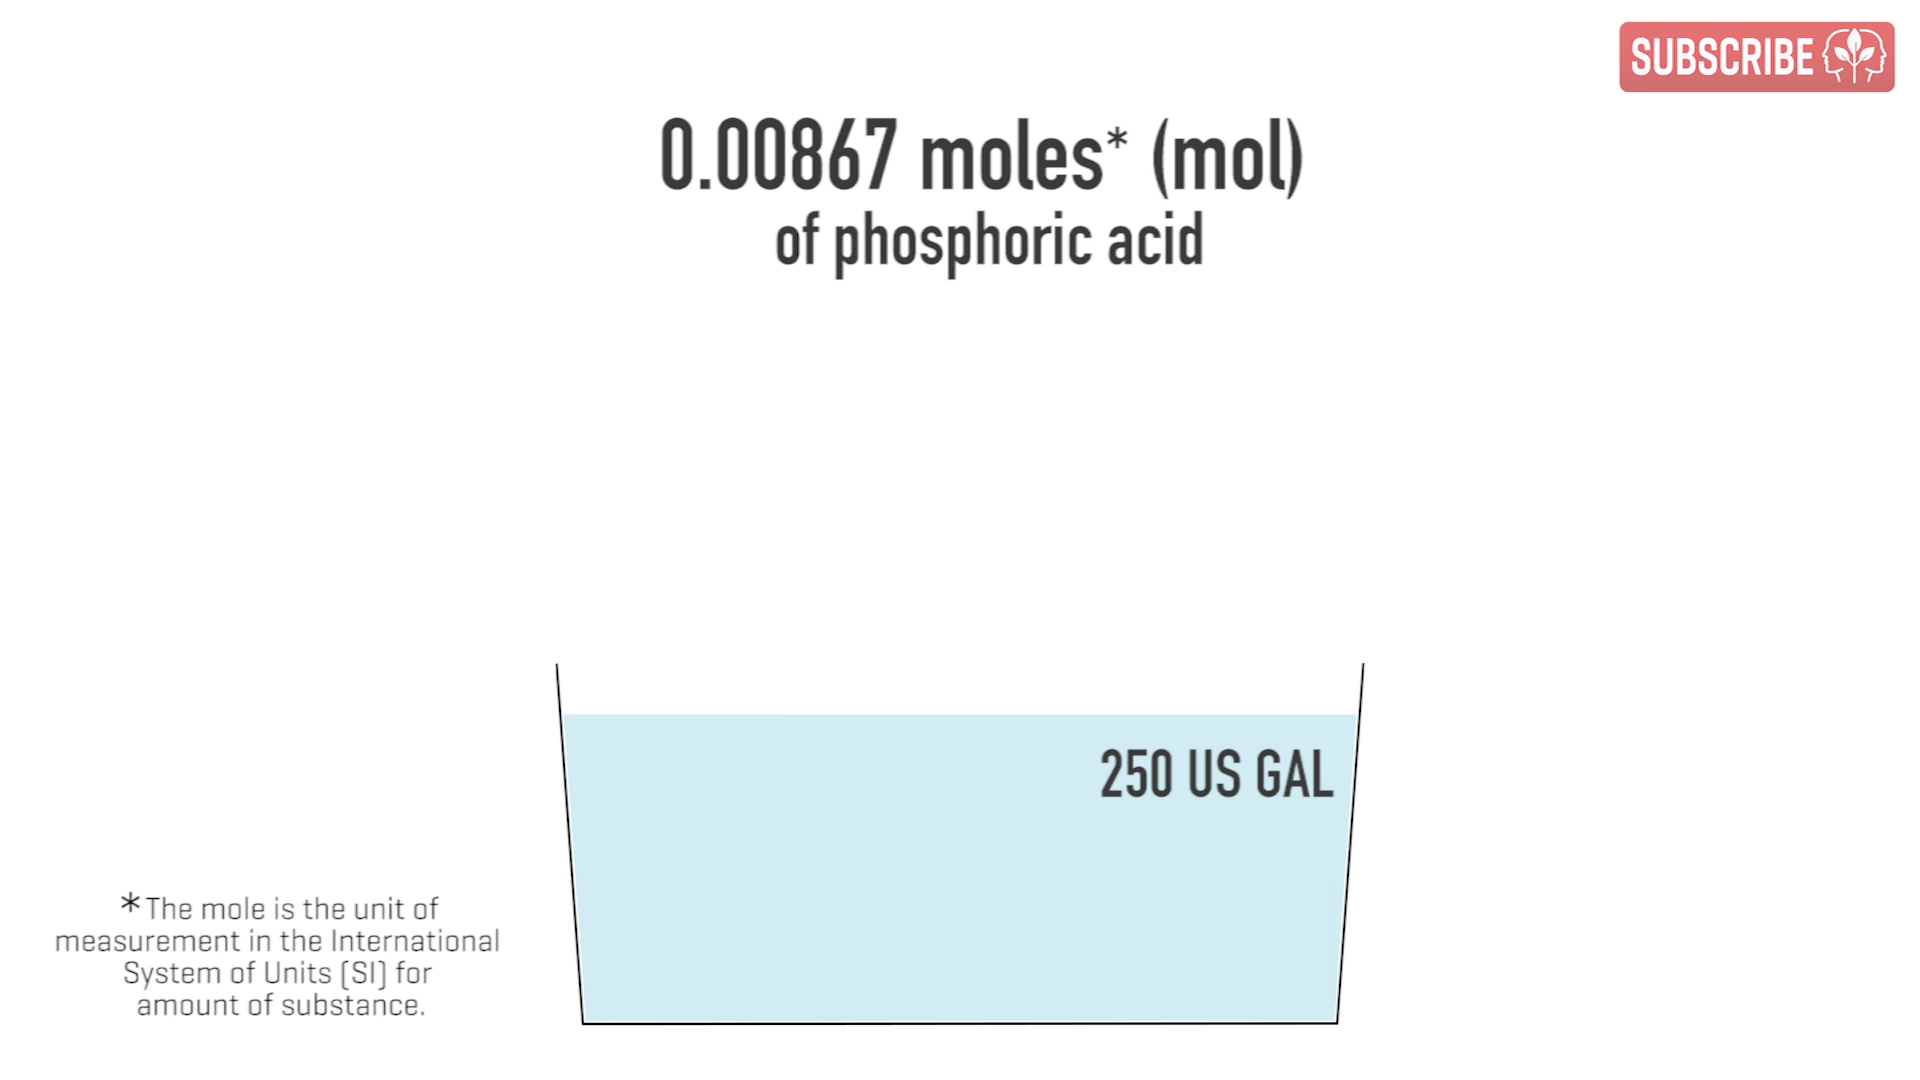 SUBSCRIBE
0.00867 moles* (mol)
of phosphoric acid
250 US GAL
*The mole is the unit of
measurement in the International
System of Units (SI) for
amount of substance.